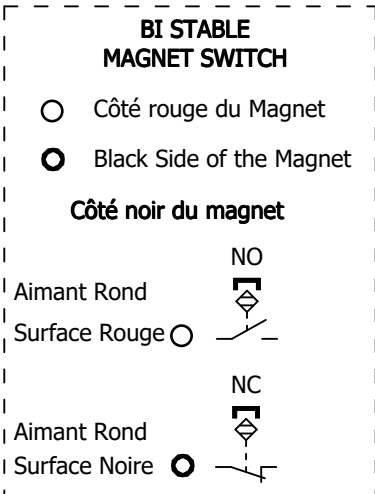 BI STABLE
MAGNET SWITCH
Côté rouge du Magnet
Black Side of the Magnet
Côté noir du magnet
NO
Aimant Rond
Surface Rouge
NC
Aimant Rond
Surface Noire